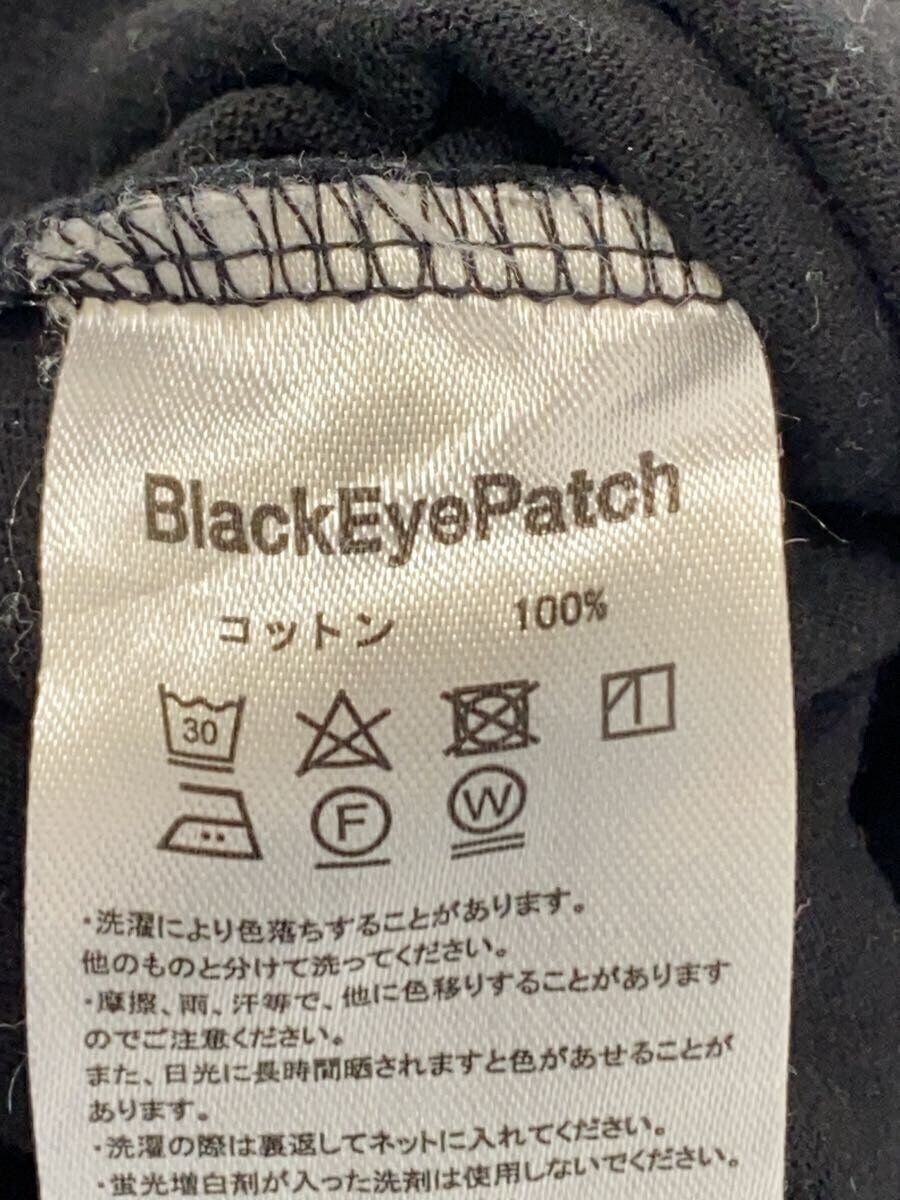 BlackEyePatch
コットン 100%
30
F W
・洗濯により色落ちすることがあります。
他のものと分けて洗ってください。
・摩擦、雨、汗等で、他に色移りすることがあります
のでご注意ください。
また、日光に長時間晒されますと色があせることが
あります。
・洗濯の際は裏返してネットに入れてください。
・蛍光増白剤が入った洗剤は使用しないでください。